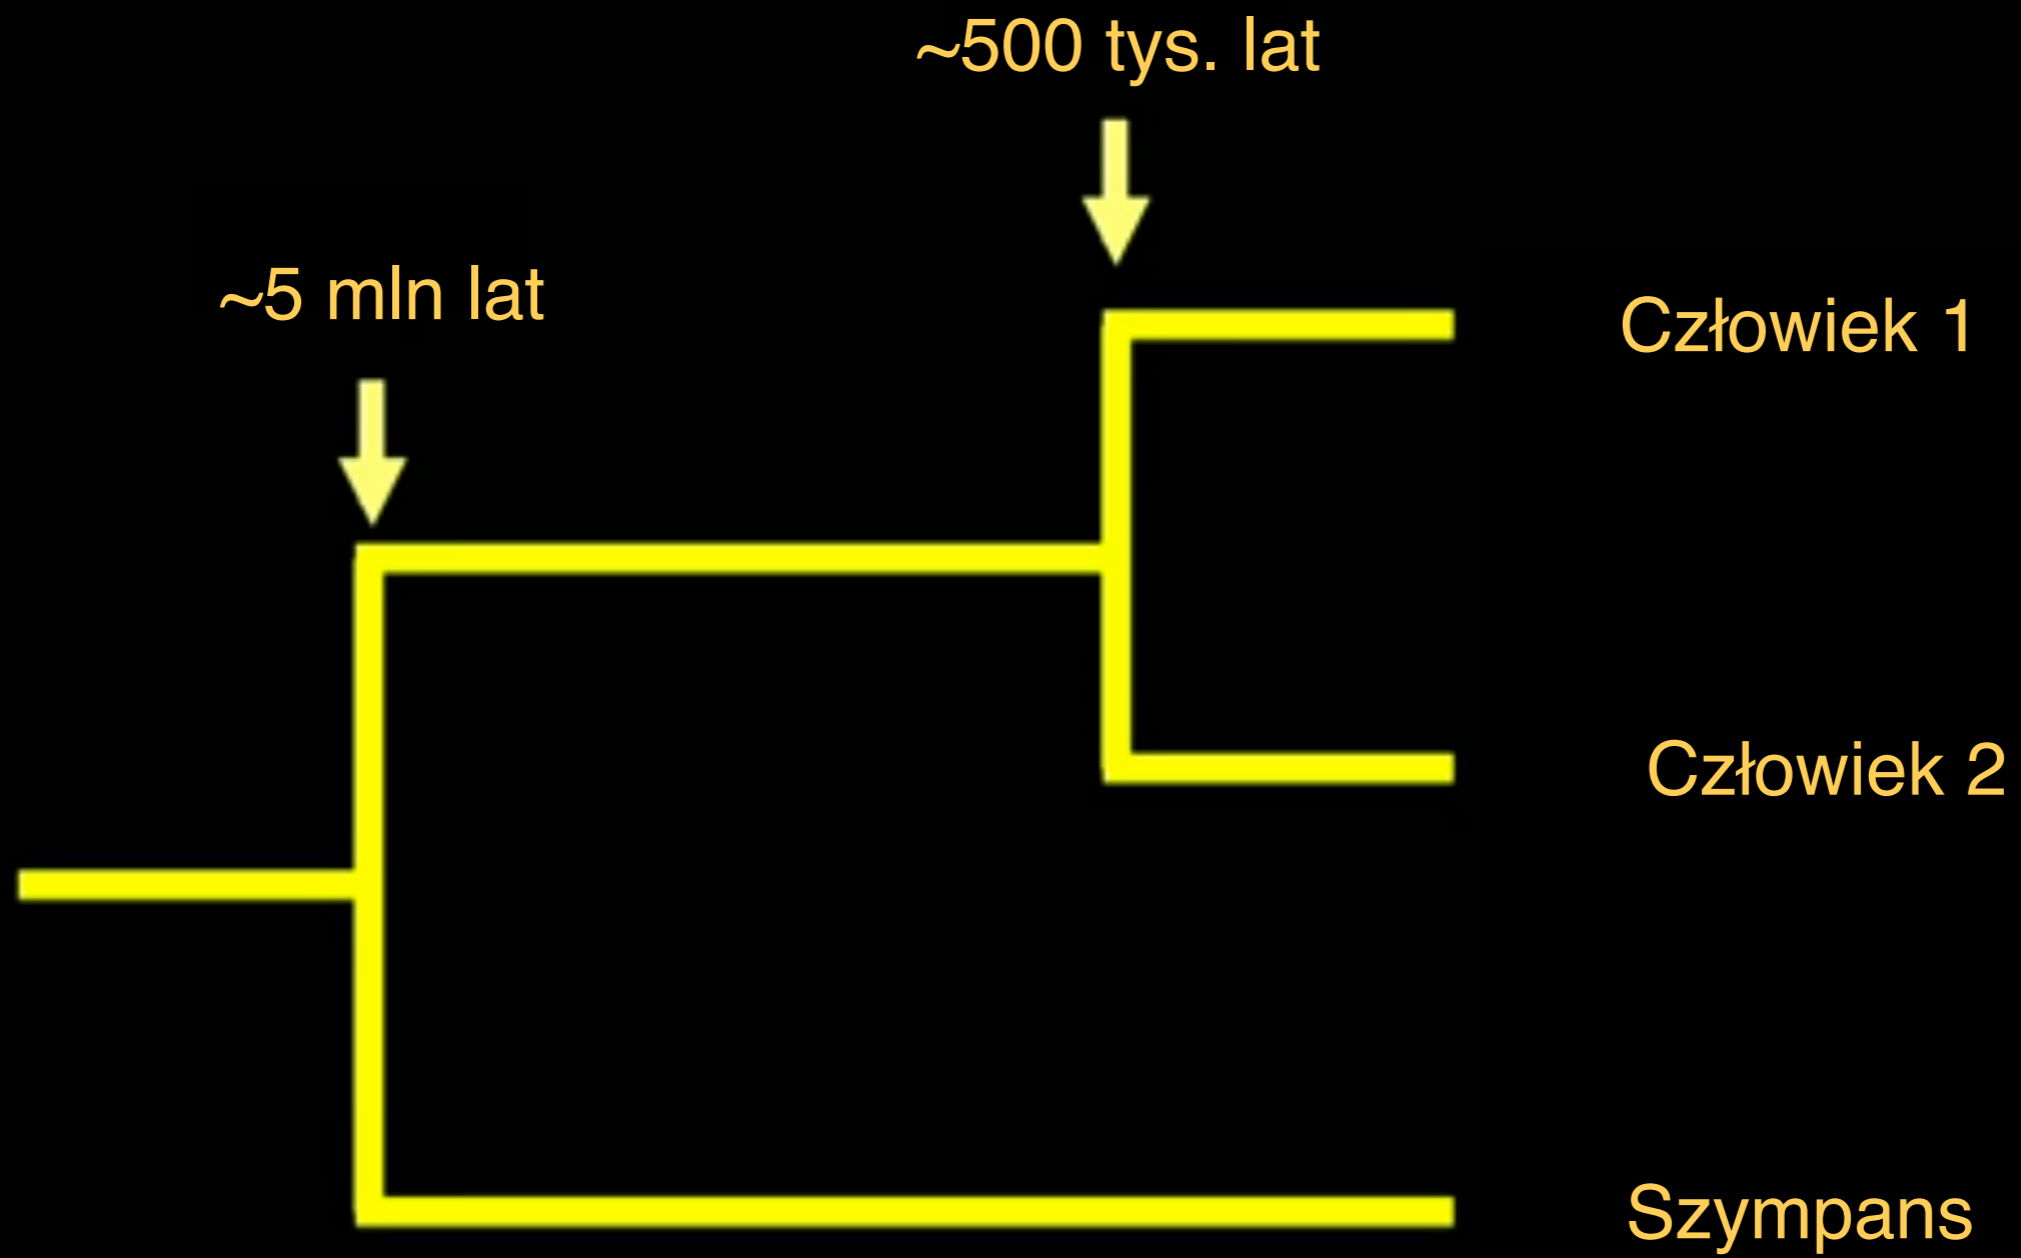 ~500 tys. lat
~5 mln lat
Człowiek 1
Człowiek 2
Szympans